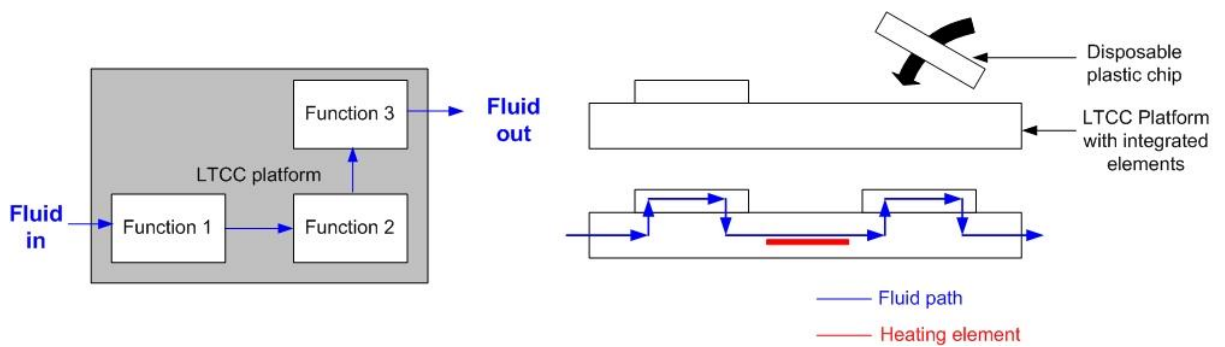 Function 3
Fluid
out
LTCC platform
Fluid
in
Function 1
Function 2
Disposable
plastic chip
LTCC Platform
with integrated
elements
Fluid path
Heating element